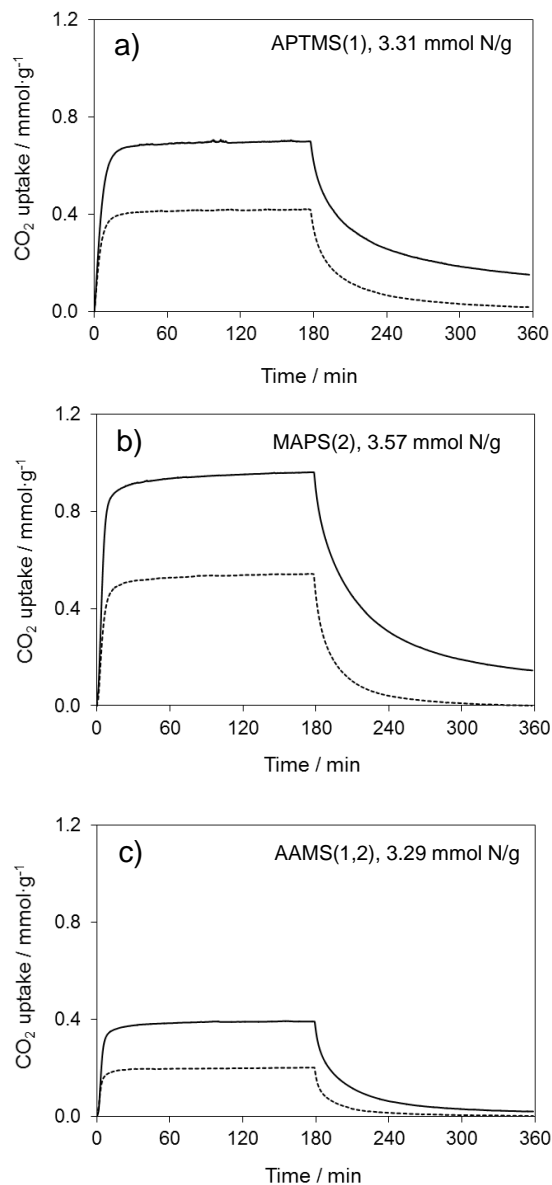 a)
APTMS(1), 3.31 mmol N/g
1.2
0.8
0.4
0.0
CO₂ uptake / mmol·g⁻¹
0 60 120 180 240 300 360
Time / min
b)
MAPS(2), 3.57 mmol N/g
1.2
0.8
0.4
0.0
CO₂ uptake / mmol·g⁻¹
0 60 120 180 240 300 360
Time / min
c)
AAMS(1,2), 3.29 mmol N/g
1.2
0.8
0.4
0.0
CO₂ uptake / mmol·g⁻¹
0 60 120 180 240 300 360
Time / min